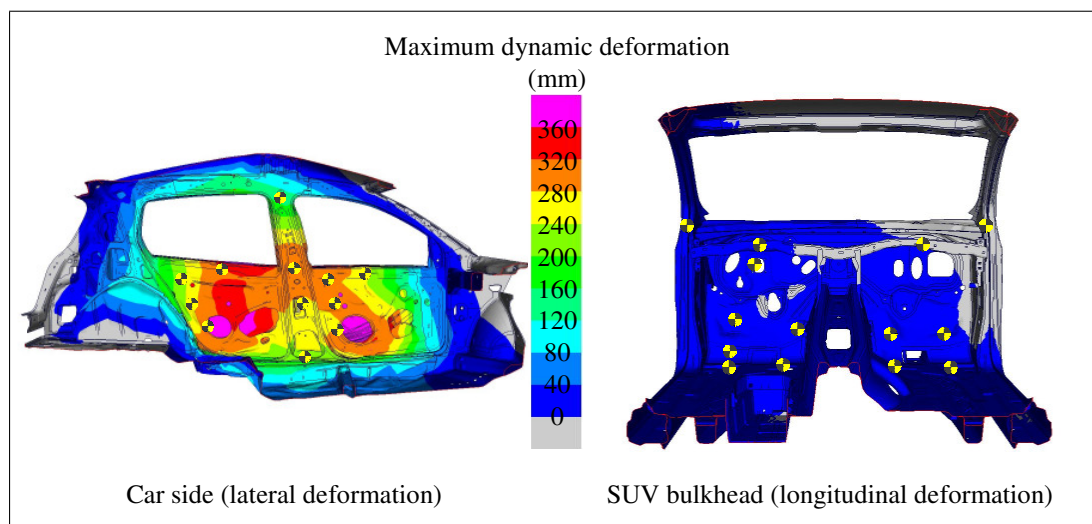 Maximum dynamic deformation
(mm)
360
320
280
240
200
160
120
80
40
0
Car side (lateral deformation)
SUV bulkhead (longitudinal deformation)